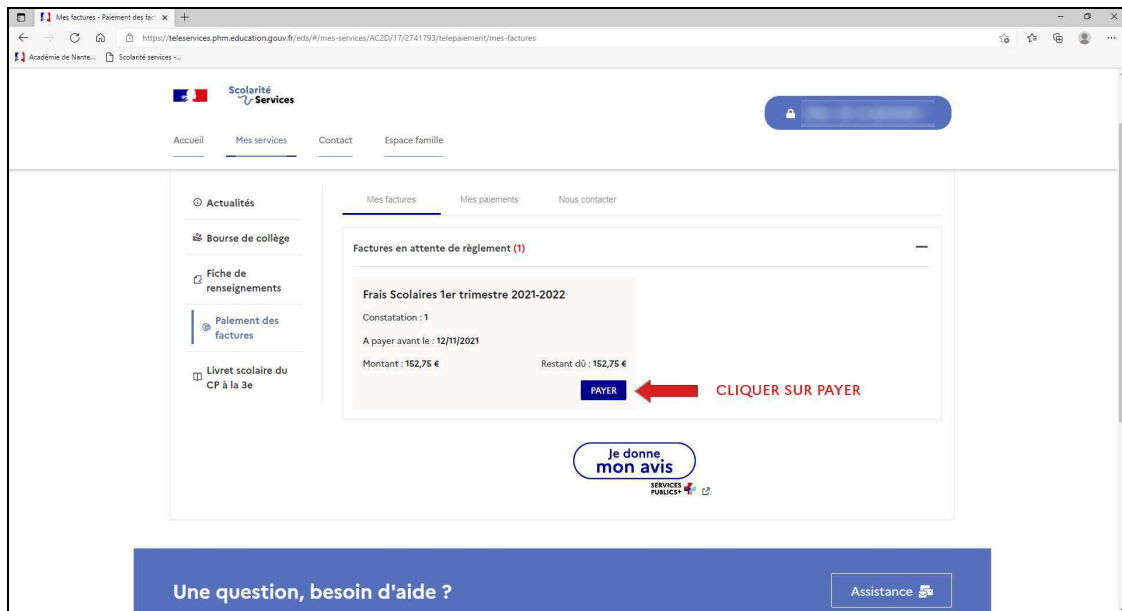 Mes factures - Paiement des fac
https://teleservices.phm.education.gouv.fr/eds/#/mes-services/AC2D/17/2741793/telepaiement/mes-factures
Académie de Nante... Scolarité services -...
Scolarité
Services
Accueil Mes services Contact Espace famille
Actualités
Bourse de collège
Fiche de
renseignements
Paiement des
factures
Livret scolaire du
CP à la 3e
Mes factures Mes paiements Nous contacter
Factures en attente de règlement (1)
Frais Scolaires 1er trimestre 2021-2022
Constatation : 1
A payer avant le : 12/11/2021
Montant : 152,75 € Restant dû : 152,75 €
PAYER
CLIQUER SUR PAYER
Je donne
mon avis
SERVICES
PUBLICS+
Une question, besoin d'aide ?
Assistance